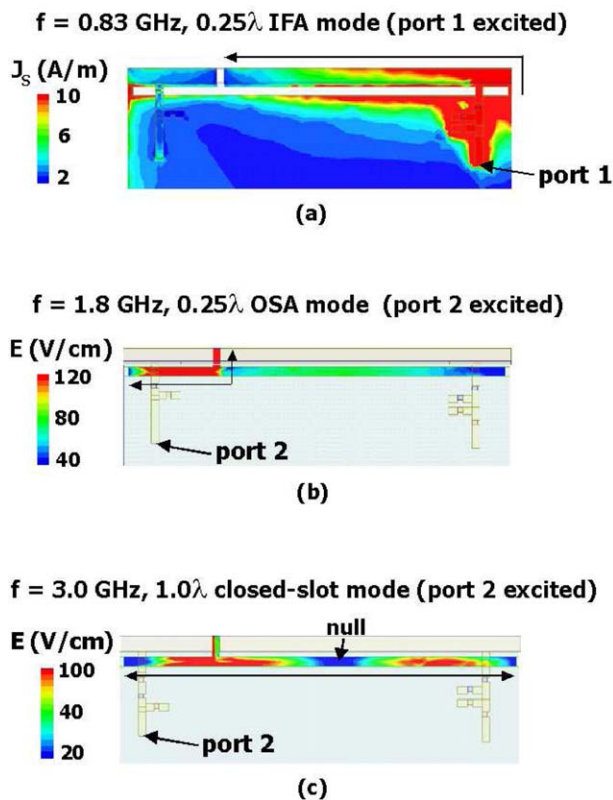 f = 0.83 GHz, 0.25λ IFA mode (port 1 excited)
J_S (A/m)
10
6
2
port 1
(a)
f = 1.8 GHz, 0.25λ OSA mode (port 2 excited)
E (V/cm)
120
80
40
port 2
(b)
f = 3.0 GHz, 1.0λ closed-slot mode (port 2 excited)
null
E (V/cm)
100
40
20
port 2
(c)